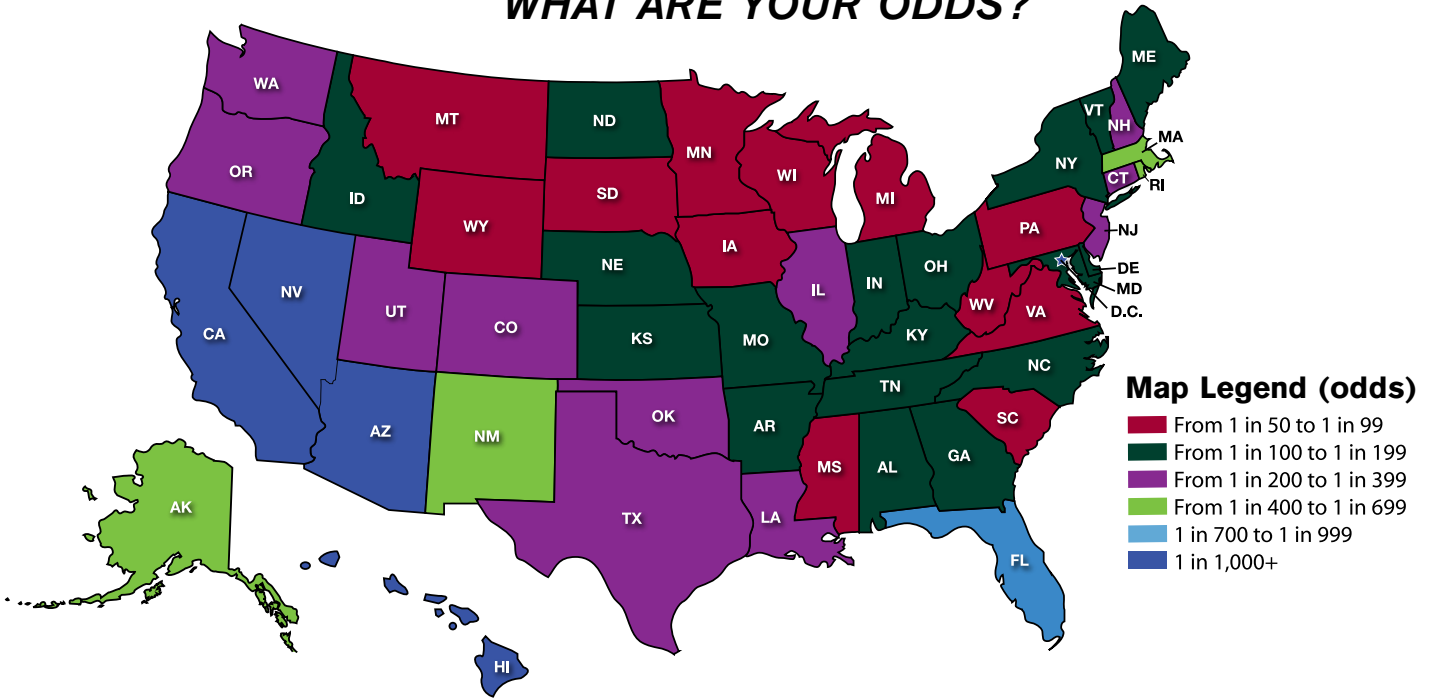 WHAT ARE YOUR ODDS?
WA
MT
ND
MN
ME
VT
NH
MA
OR
ID
SD
WI
MI
NY
CT
RI
WY
IA
PA
NJ
NE
IL
IN
OH
DE
MD
D.C.
NV
UT
CO
KS
MO
KY
WV
VA
CA
TN
NC
AZ
NM
OK
AR
SC
MS
AL
GA
AK
TX
LA
FL
HI
Map Legend (odds)
From 1 in 50 to 1 in 99
From 1 in 100 to 1 in 199
From 1 in 200 to 1 in 399
From 1 in 400 to 1 in 699
1 in 700 to 1 in 999
1 in 1,000+